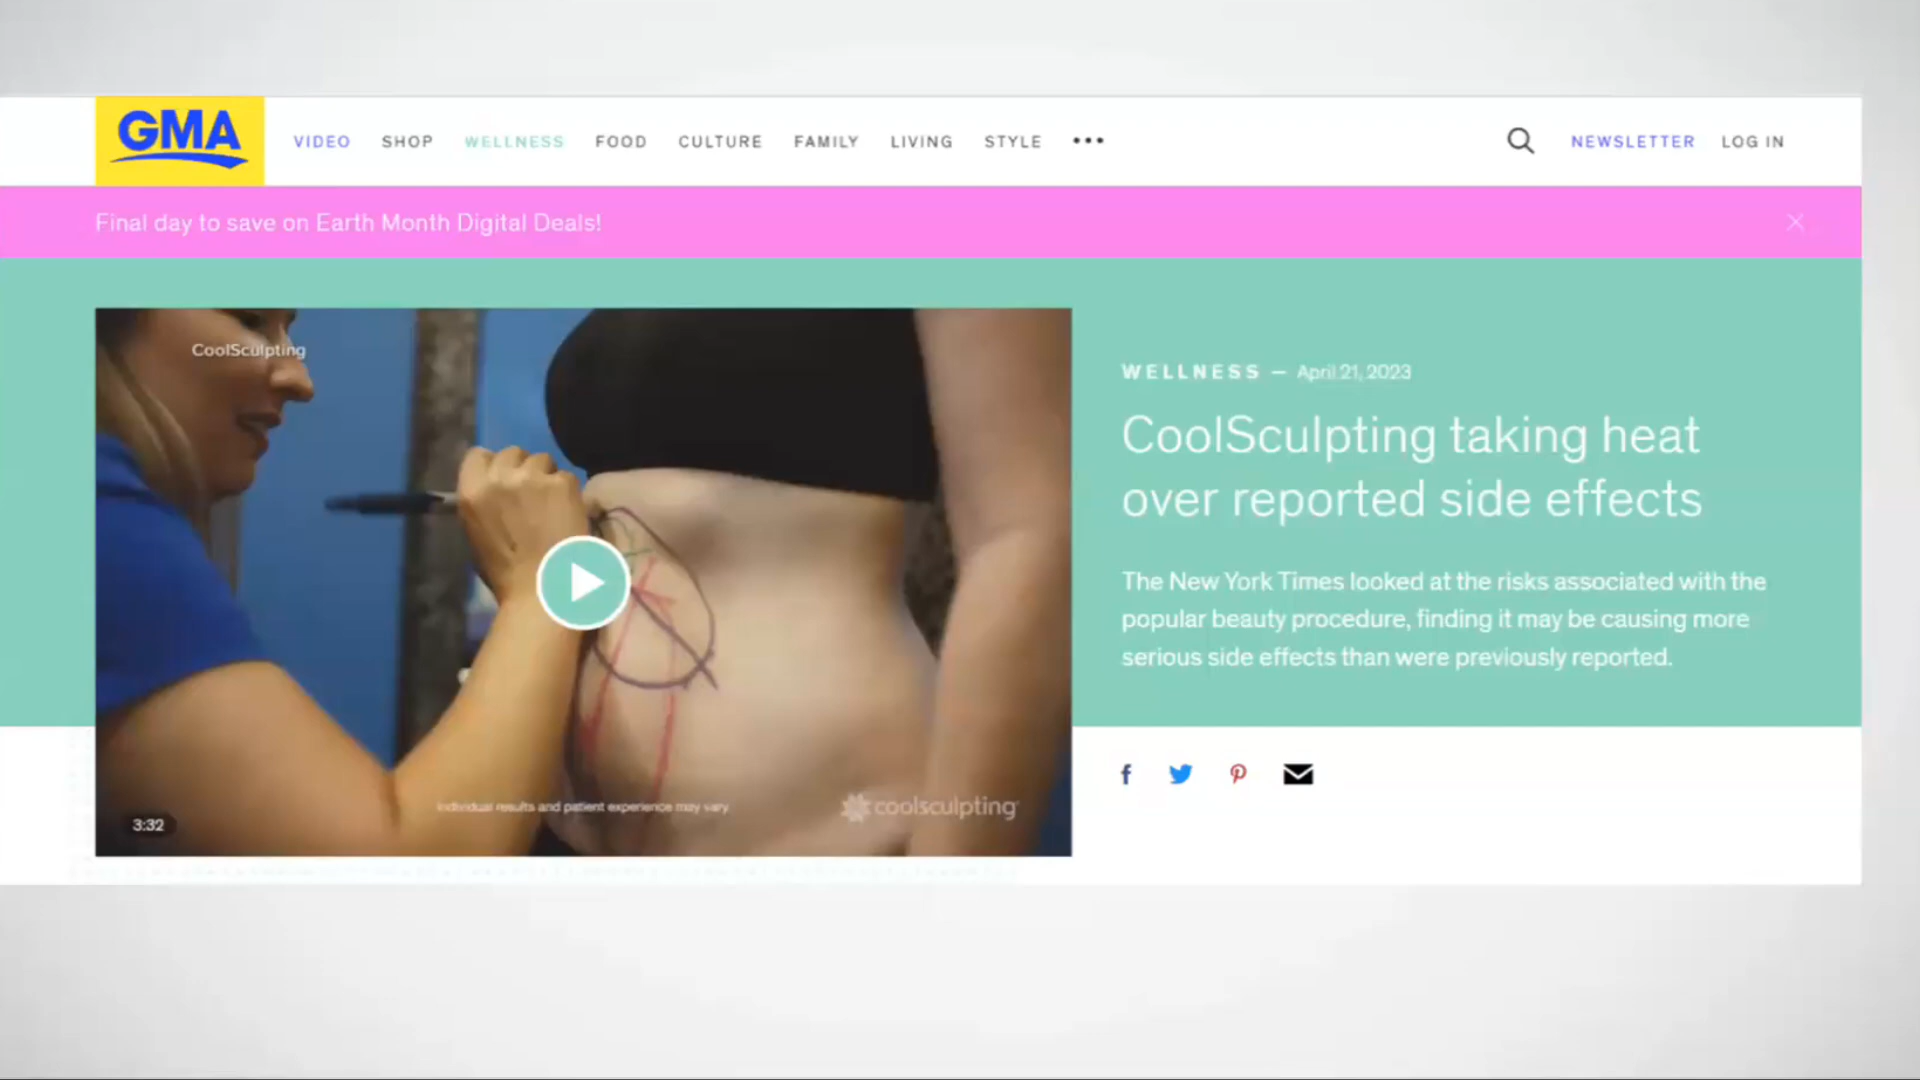 GMA
VIDEO SHOP WELLNESS FOOD CULTURE FAMILY LIVING STYLE ••• NEWSLETTER LOG IN
Final day to save on Earth Month Digital Deals!
CoolSculpting
WELLNESS — April 21, 2023
CoolSculpting taking heat
over reported side effects
The New York Times looked at the risks associated with the
popular beauty procedure, finding it may be causing more
serious side effects than were previously reported.
Individual results and patient experience may vary.
coolsculpting
3:32